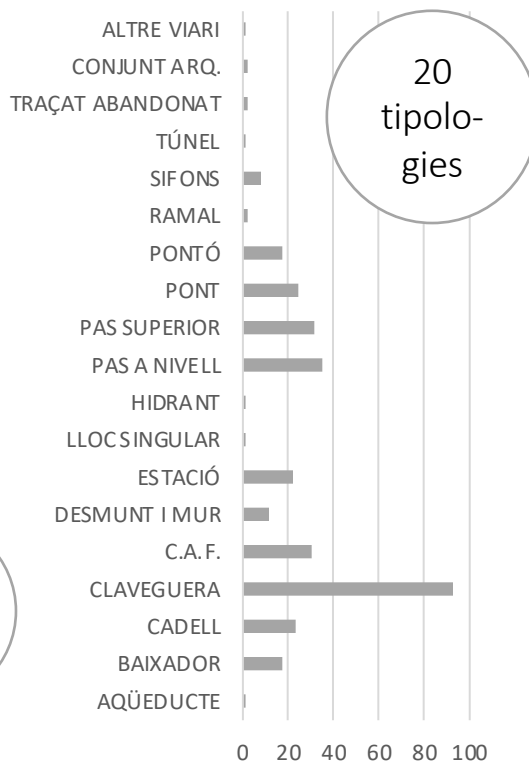 ALTRE VIARI
CONJUNT ARQ.
TRAÇAT ABANDONAT
TÚNEL
SIFONS
RAMAL
PONTÓ
PONT
PAS SUPERIOR
PAS A NIVELL
HIDRANT
LLOC SINGULAR
ESTACIÓ
DESMUNT I MUR
C.A.F.
CLAVEGUERA
CADELL
BAIXADOR
AQÜEDUCTE
0 20 40 60 80 100
20
tipolo-
gies